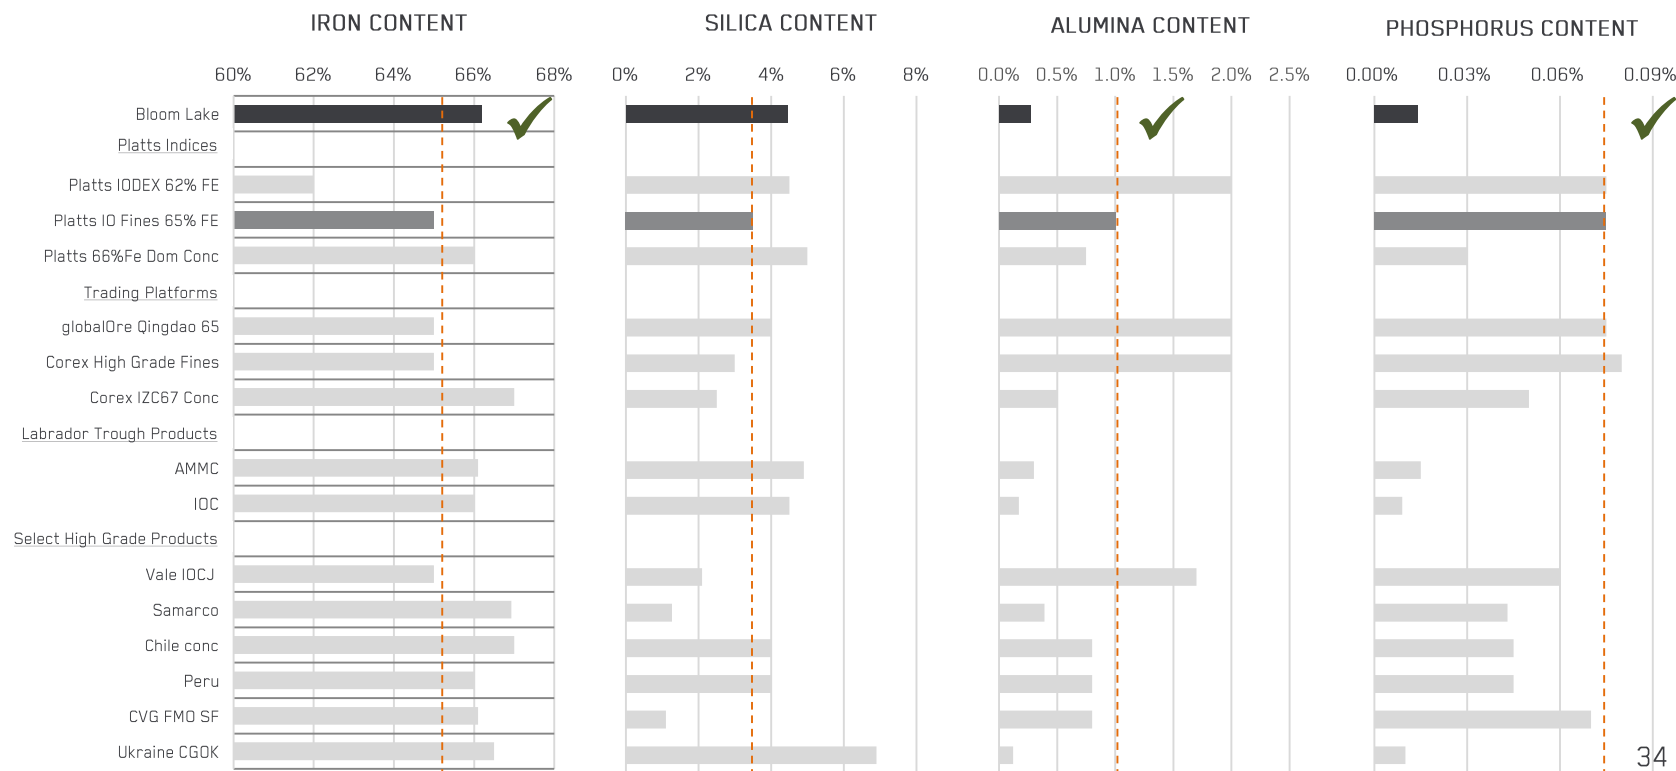 IRON CONTENT
SILICA CONTENT
ALUMINA CONTENT
PHOSPHORUS CONTENT
60% 62% 64% 66% 68%
0% 2% 4% 6% 8%
0.0% 0.5% 1.0% 1.5% 2.0% 2.5%
0.00% 0.03% 0.06% 0.09%
Bloom Lake
Platts Indices
Platts IODEX 62% FE
Platts IO Fines 65% FE
Platts 66%Fe Dom Conc
Trading Platforms
globalOre Qingdao 65
Corex High Grade Fines
Corex IZC67 Conc
Labrador Trough Products
AMMC
IOC
Select High Grade Products
Vale IOCJ
Samarco
Chile conc
Peru
CVG FMO SF
Ukraine CGOK
34